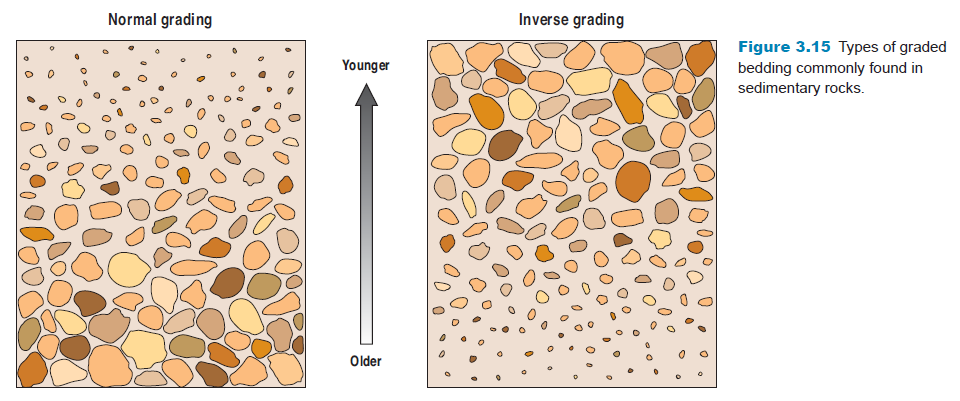 Normal grading
Inverse grading
Younger
Older
Figure 3.15 Types of graded
bedding commonly found in
sedimentary rocks.